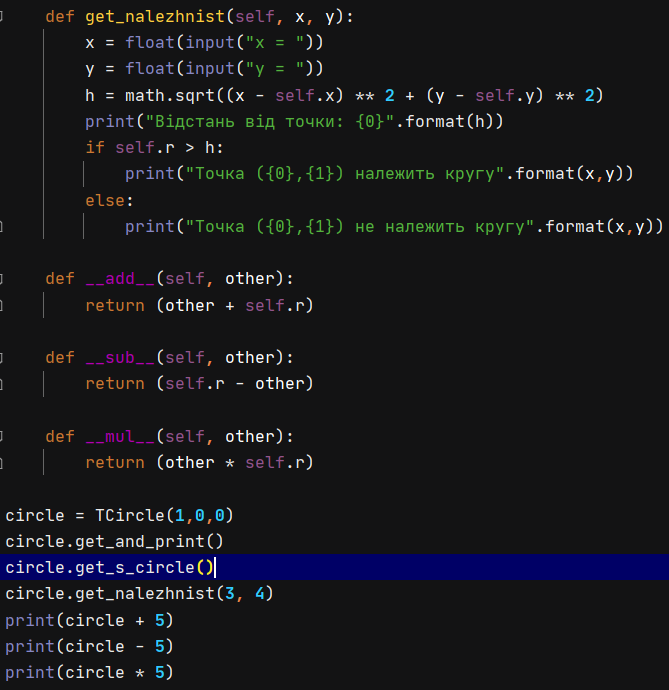 def get_nalezhnist(self, x, y):
x = float(input("x = "))
y = float(input("y = "))
h = math.sqrt((x - self.x) ** 2 + (y - self.y) ** 2)
print("Відстань від точки: {0}".format(h))
if self.r > h:
print("Точка ({0},{1}) належить кругу".format(x,y))
else:
print("Точка ({0},{1}) не належить кругу".format(x,y))
def __add__(self, other):
return (other + self.r)
def __sub__(self, other):
return (self.r - other)
def __mul__(self, other):
return (other * self.r)
circle = TCircle(1,0,0)
circle.get_and_print()
circle.get_s_circle()
circle.get_nalezhnist(3, 4)
print(circle + 5)
print(circle - 5)
print(circle * 5)